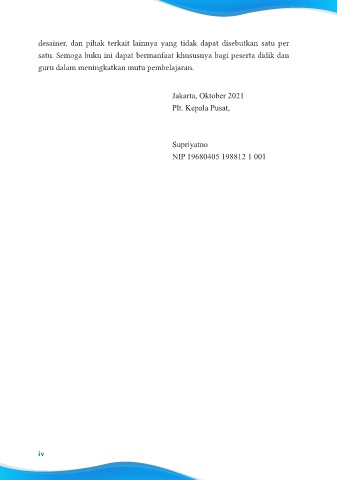 desainer, dan pihak terkait lainnya yang tidak dapat disebutkan satu per
satu. Semoga buku ini dapat bermanfaat khususnya bagi peserta didik dan
guru dalam meningkatkan mutu pembelajaran.
Jakarta, Oktober 2021
Plt. Kepala Pusat,
Supriyatno
NIP 19680405 198812 1 001
iv